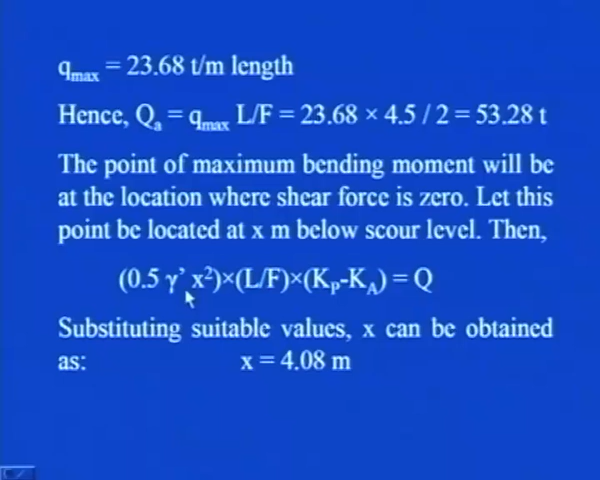 qmax = 23.68 t/m length
Hence, Qa = qmax L/F = 23.68 × 4.5 / 2 = 53.28 t
The point of maximum bending moment will be
at the location where shear force is zero. Let this
point be located at x m below scour level. Then,
(0.5 γ' x²)×(L/F)×(KP-KA) = Q
Substituting suitable values, x can be obtained
as: x = 4.08 m